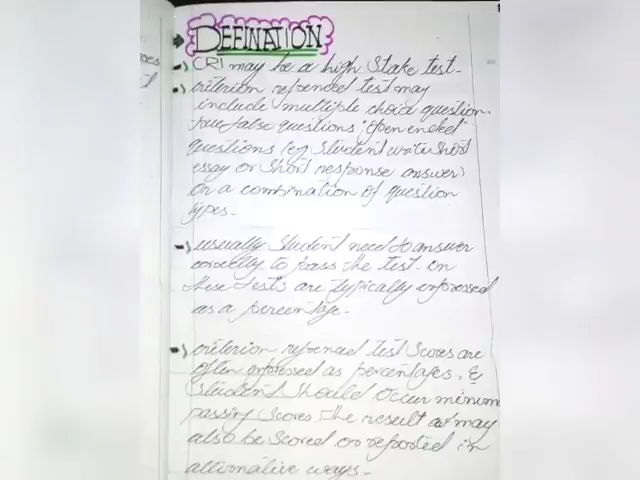 DEFINATION
CRT may be a high Stake test.
criterion refrenced test may
include multiple choice question.
true false questions, Open ended
questions (eg Student write Short
essay or Short response answer)
On a combination of question
types.
usually Student need to answer
correctly to pass the test. on
these tests are typically expressed
as a percentage.
criterion refrenced test Scores are
often expressed as percentages, &
Student Should Occur minimum
passing Scores the result may
also be Scored or reported in
alternative ways.